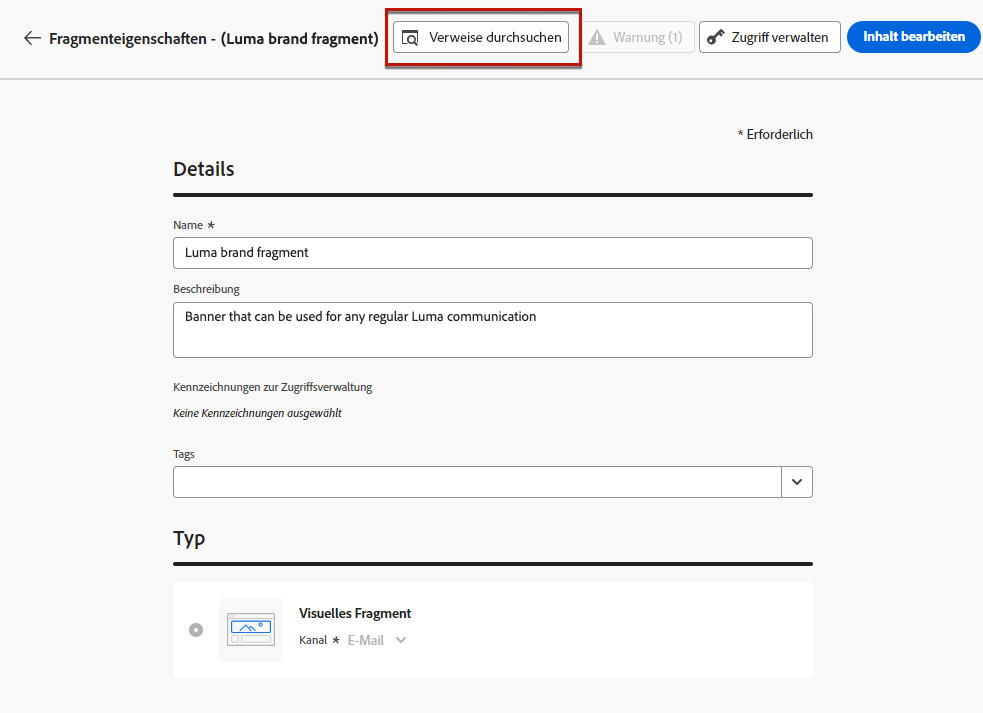 Fragmenteigenschaften - (Luma brand fragment) Verweise durchsuchen Warnung (1) Zugriff verwalten Inhalt bearbeiten
* Erforderlich
Details
Name *
Luma brand fragment
Beschreibung
Banner that can be used for any regular Luma communication
Kennzeichnungen zur Zugriffsverwaltung
Keine Kennzeichnungen ausgewählt
Tags
Typ
Visuelles Fragment
Kanal * E-Mail